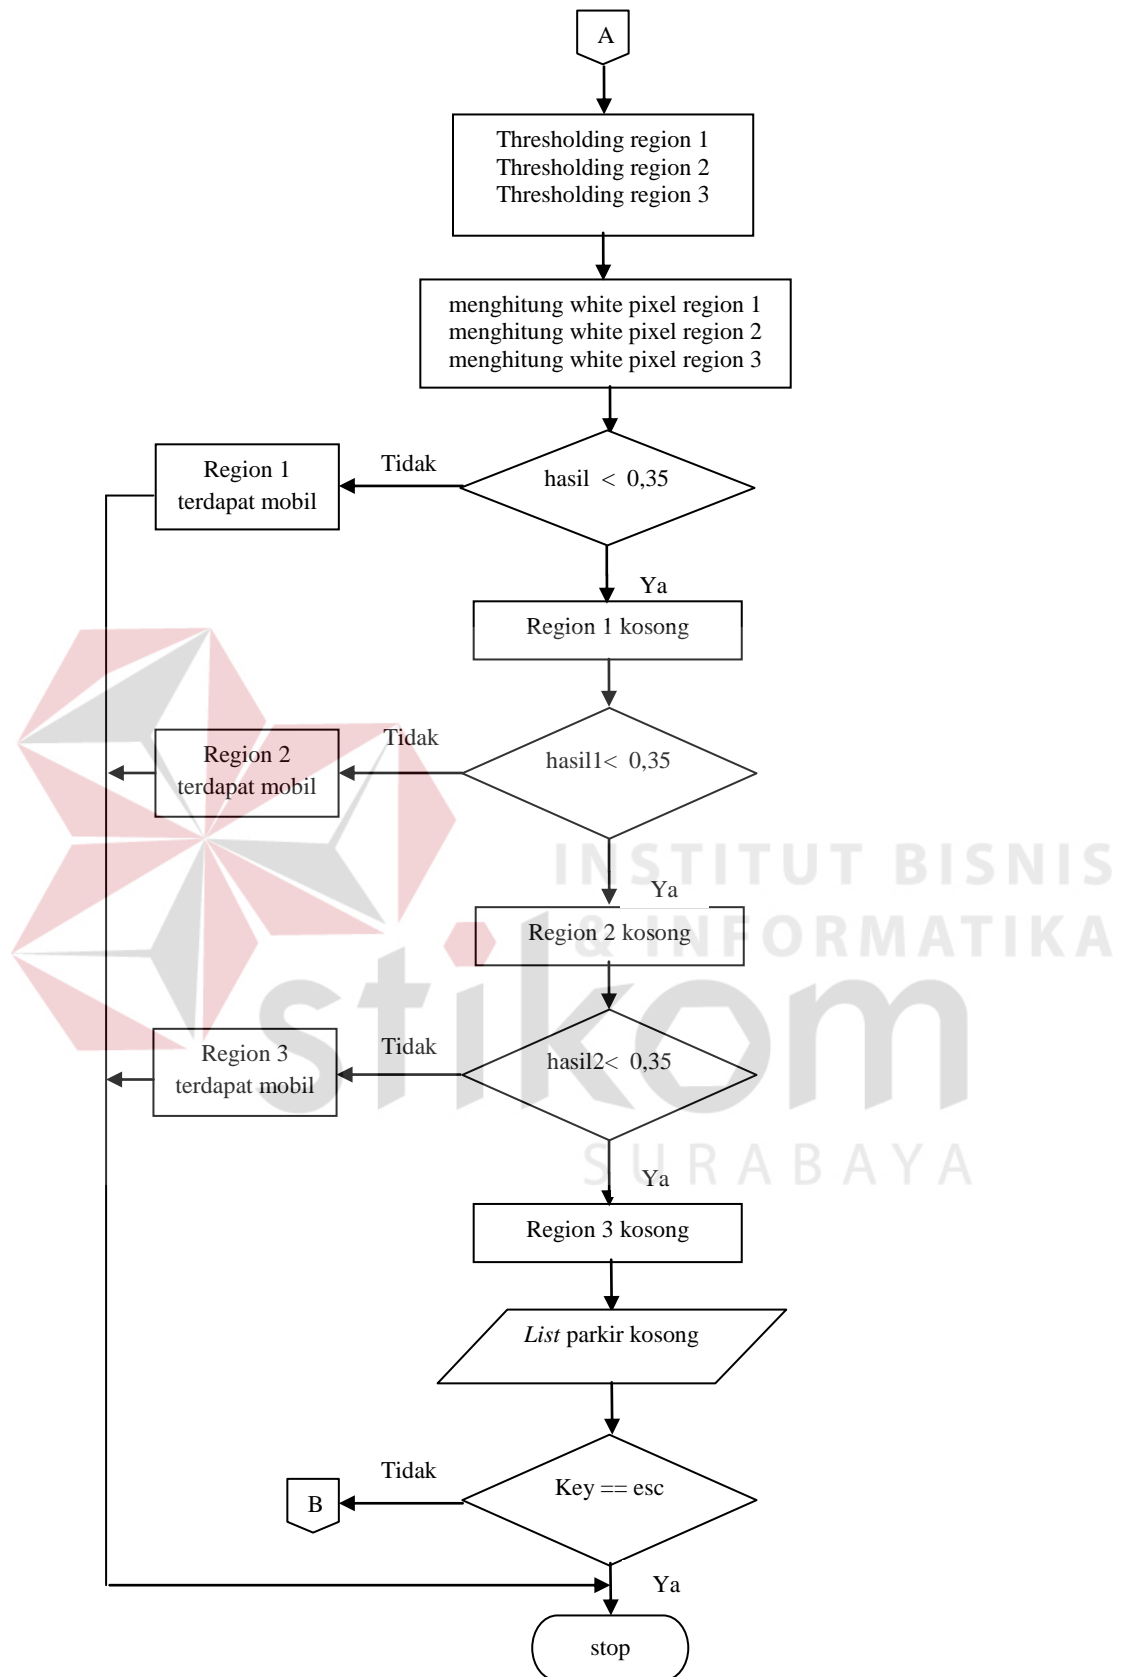 A
Thresholding region 1
Thresholding region 2
Thresholding region 3
menghitung white pixel region 1
menghitung white pixel region 2
menghitung white pixel region 3
hasil < 0,35
Tidak
Region 1
terdapat mobil
Ya
Region 1 kosong
hasil1< 0,35
Tidak
Region 2
terdapat mobil
Ya
Region 2 kosong
hasil2< 0,35
Tidak
Region 3
terdapat mobil
Ya
Region 3 kosong
List parkir kosong
Key == esc
Tidak
B
Ya
stop
INSTITUT BISNIS
& INFORMATIKA
stikom
SURABAYA